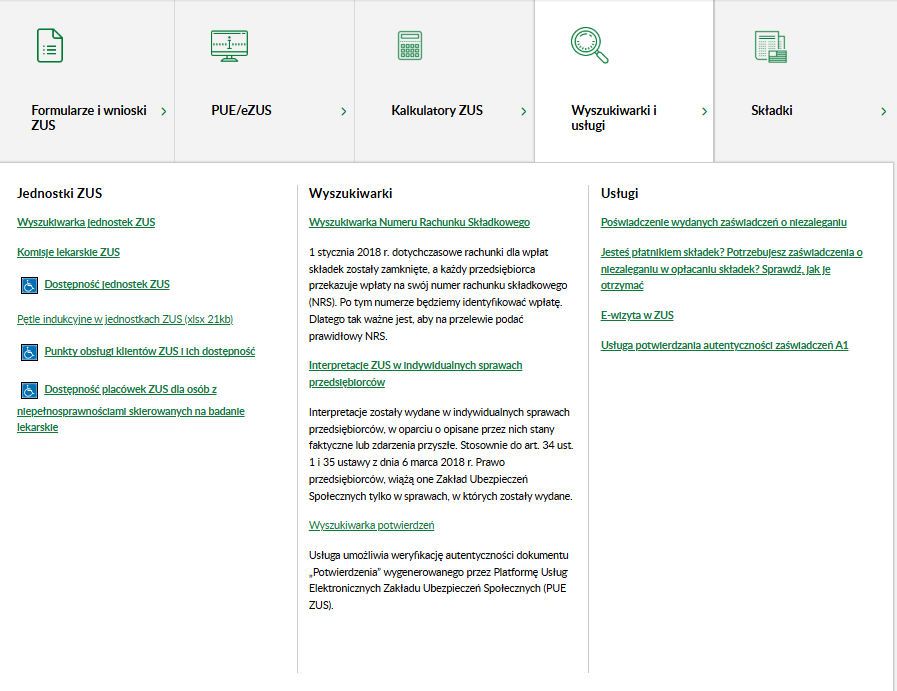 Formularze i wnioski
ZUS
PUE/eZUS
Kalkulatory ZUS
Wyszukiwarki i
usługi
Składki
Jednostki ZUS
Wyszukiwarka jednostek ZUS
Komisje lekarskie ZUS
Dostępność jednostek ZUS
Pętle indukcyjne w jednostkach ZUS (xlsx 21kb)
Punkty obsługi klientów ZUS i ich dostępność
Dostępność placówek ZUS dla osób z
niepełnosprawnościami skierowanych na badanie
lekarskie
Wyszukiwarki
Wyszukiwarka Numeru Rachunku Składkowego
1 stycznia 2018 r. dotychczasowe rachunki dla wpłat
składek zostały zamknięte, a każdy przedsiębiorca
przekazuje wpłaty na swój numer rachunku składkowego
(NRS). Po tym numerze będziemy identyfikować wpłatę.
Dlatego tak ważne jest, aby na przelewie podać
prawidłowy NRS.
Interpretacje ZUS w indywidualnych sprawach
przedsiębiorców
Interpretacje zostały wydane w indywidualnych sprawach
przedsiębiorców, w oparciu o opisane przez nich stany
faktyczne lub zdarzenia przyszłe. Stosownie do art. 34 ust.
1 i 35 ustawy z dnia 6 marca 2018 r. Prawo
przedsiębiorców, wiążą one Zakład Ubezpieczeń
Społecznych tylko w sprawach, w których zostały wydane.
Wyszukiwarka potwierdzeń
Usługa umożliwia weryfikację autentyczności dokumentu
„Potwierdzenia” wygenerowanego przez Platformę Usług
Elektronicznych Zakładu Ubezpieczeń Społecznych (PUE
ZUS).
Usługi
Poświadczenie wydanych zaświadczeń o niezaleganiu
Jesteś płatnikiem składek? Potrzebujesz zaświadczenia o
niezaleganiu w opłacaniu składek? Sprawdź, jak je
otrzymać
E-wizyta w ZUS
Usługa potwierdzania autentyczności zaświadczeń A1